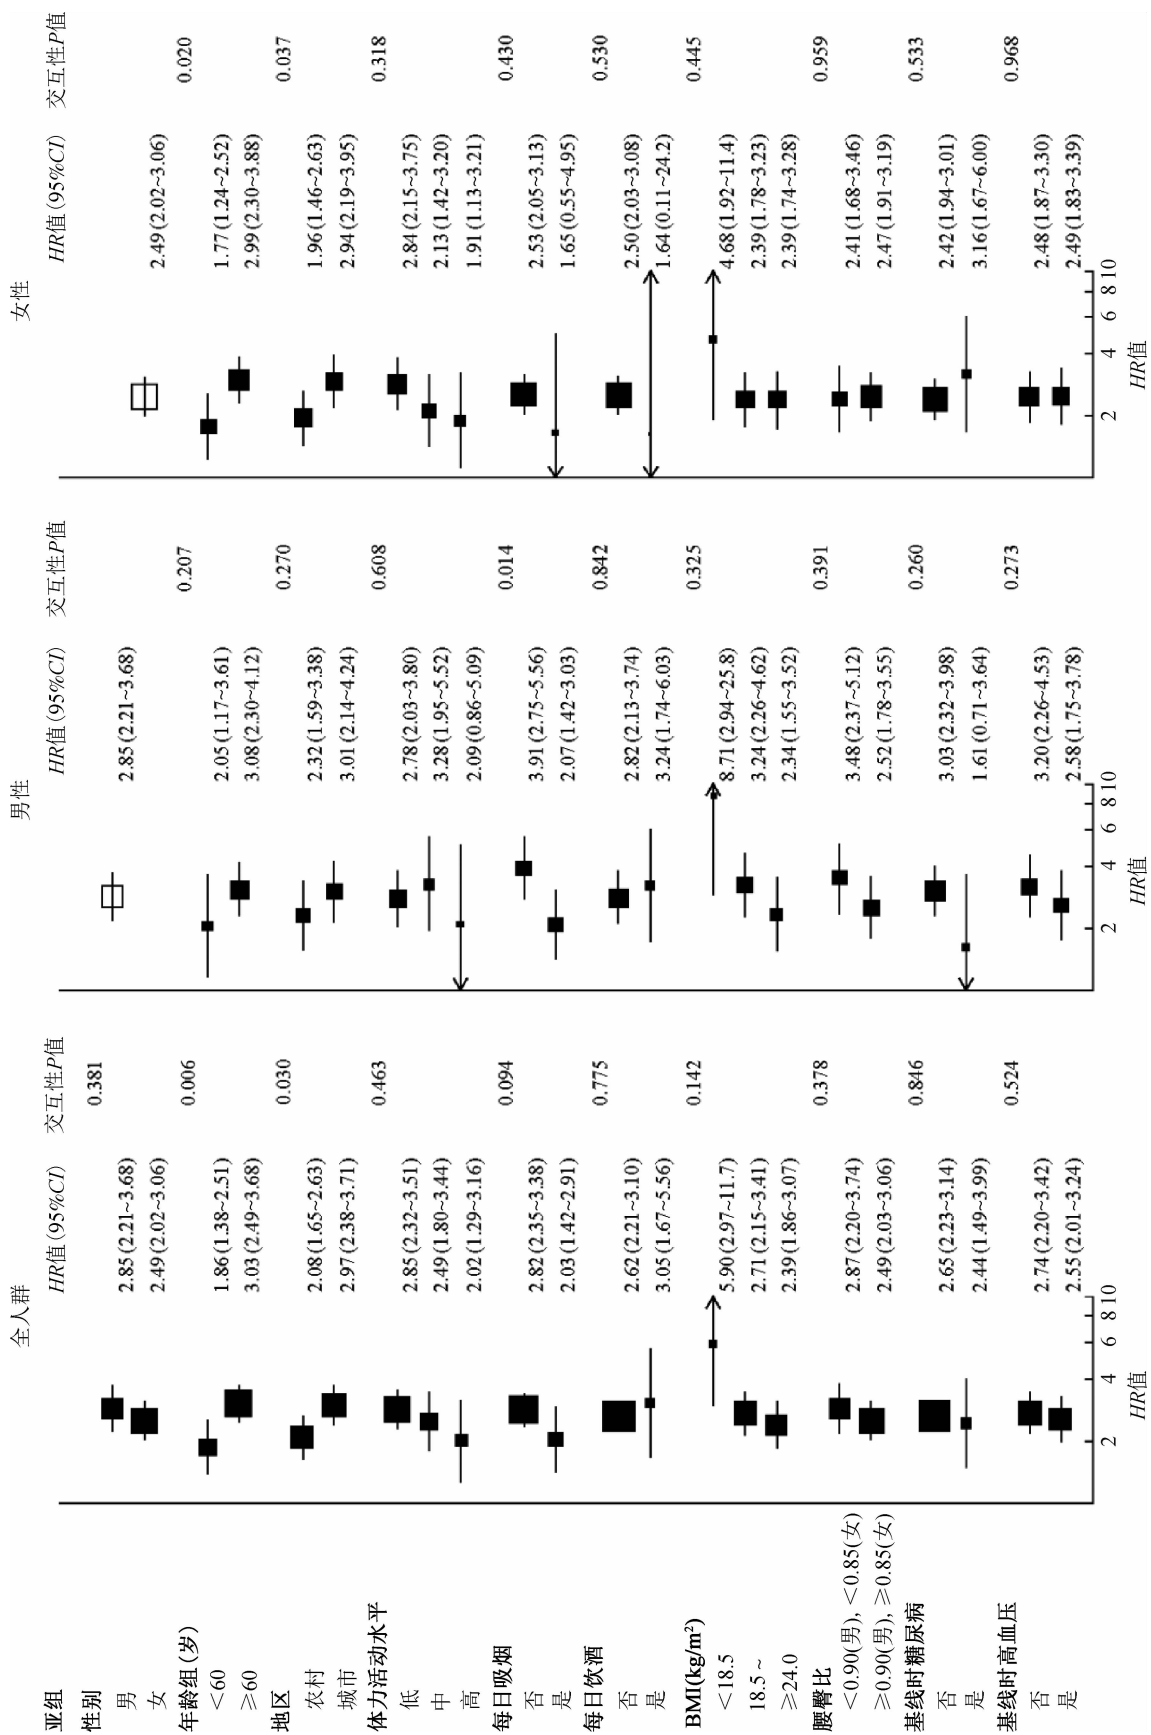 全人群 男性 女性
亚组 HR值(95%CI) 交互性P值 HR值(95%CI) 交互性P值 HR值(95%CI) 交互性P值
性别 0.381
男 2.85(2.21~3.68) 2.85(2.21~3.68)
女 2.49(2.02~3.06) 2.49(2.02~3.06)
年龄组(岁) 0.006 0.207 0.020
<60 1.86(1.38~2.51) 2.05(1.17~3.61) 1.77(1.24~2.52)
≥60 3.03(2.49~3.68) 3.08(2.30~4.12) 2.99(2.30~3.88)
地区 0.030 0.270 0.037
农村 2.08(1.65~2.63) 2.32(1.59~3.38) 1.96(1.46~2.63)
城市 2.97(2.38~3.71) 3.01(2.14~4.24) 2.94(2.19~3.95)
体力活动水平 0.463 0.608 0.318
低 2.85(2.32~3.51) 2.78(2.03~3.80) 2.84(2.15~3.75)
中 2.49(1.80~3.44) 3.28(1.95~5.52) 2.13(1.42~3.20)
高 2.02(1.29~3.16) 2.09(0.86~5.09) 1.91(1.13~3.21)
每日吸烟 0.094 0.014 0.430
否 2.82(2.35~3.38) 3.91(2.75~5.56) 2.53(2.05~3.13)
是 2.03(1.42~2.91) 2.07(1.42~3.03) 1.65(0.55~4.95)
每日饮酒 0.775 0.842 0.530
否 2.62(2.21~3.10) 2.82(2.13~3.74) 2.50(2.03~3.08)
是 3.05(1.67~5.56) 3.24(1.74~6.03) 1.64(0.11~24.2)
BMI(kg/m²) 0.142 0.325 0.445
<18.5 5.90(2.97~11.7) 8.71(2.94~25.8) 4.68(1.92~11.4)
18.5~ 2.71(2.15~3.41) 3.24(2.26~4.62) 2.39(1.78~3.23)
≥24.0 2.39(1.86~3.07) 2.34(1.55~3.52) 2.39(1.74~3.28)
腰臀比 0.378 0.391 0.959
<0.90(男), <0.85(女) 2.87(2.20~3.74) 3.48(2.37~5.12) 2.41(1.68~3.46)
≥0.90(男), ≥0.85(女) 2.49(2.03~3.06) 2.52(1.78~3.55) 2.47(1.91~3.19)
基线时糖尿病 0.846 0.260 0.533
否 2.65(2.23~3.14) 3.03(2.32~3.98) 2.42(1.94~3.01)
是 2.44(1.49~3.99) 1.61(0.71~3.64) 3.16(1.67~6.00)
基线时高血压 0.524 0.273 0.968
否 2.74(2.20~3.42) 3.20(2.26~4.53) 2.48(1.87~3.30)
是 2.55(2.01~3.24) 2.58(1.75~3.78) 2.49(1.83~3.39)
2 4 6 8 10 2 4 6 8 10 2 4 6 8 10
HR值 HR值 HR值